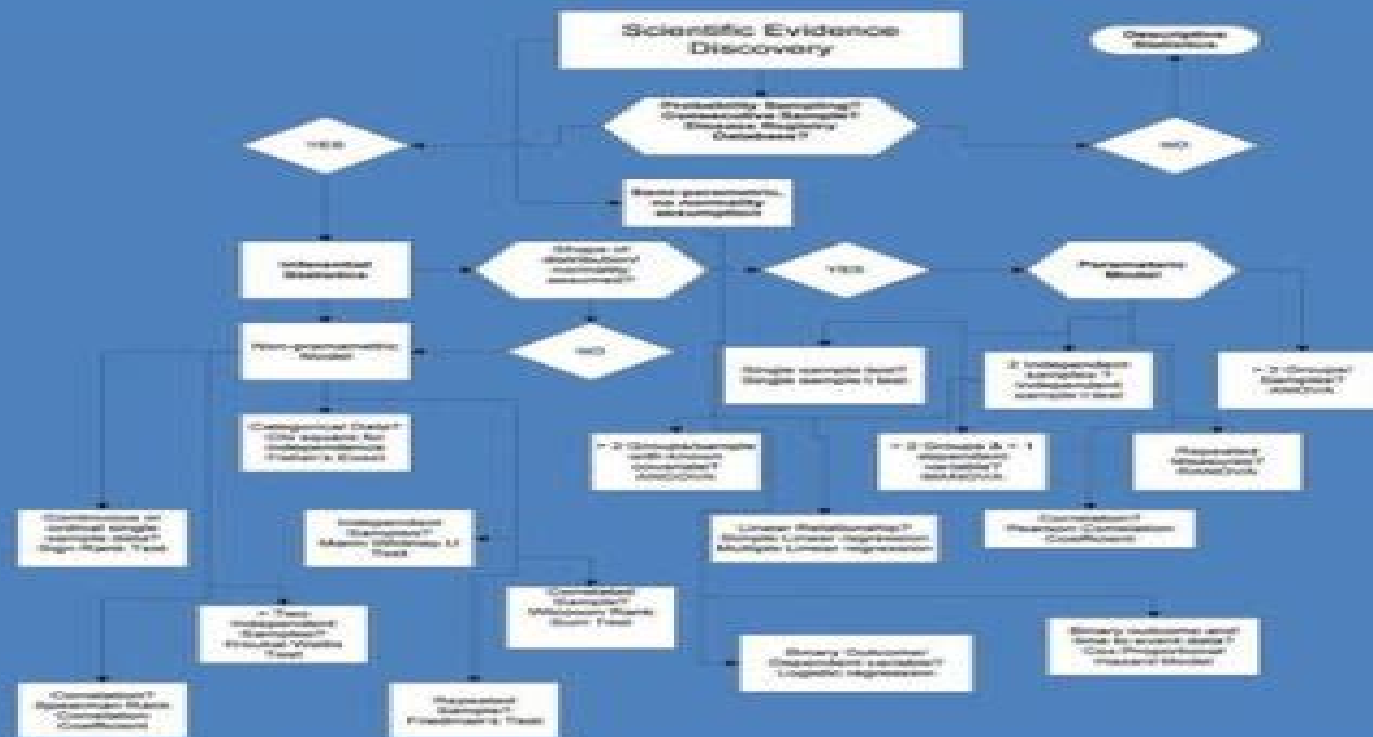 Scientific Evidence
Discovery
Descriptive
Statistics
Probability Sampling?
Consecutive Sample?
Disease Registry
Database?
YES
NO
Semi-parametric,
no normality
assumption
Inferential
Statistics
Shape of
distribution/
normality
assumed?
YES
Parametric
Model
Non-parametric
Model
NO
Single sample test?
Single sample t test
2 Independent
samples ?
Independent
sample t test
> 2 Groups/
Samples?
ANOVA
Categorical Data?
Chi square for
independence
Fisher's Exact
> 2 Groups/sample
with known
covariate?
ANCOVA
> 2 Groups & > 1
dependent
variable?
MANOVA
Repeated
Measures?
RANOVA
Continuous or
ordinal single
sample data?
Sign Rank Test
Independent
Samples?
Mann Whitney U
Test
Linear Relationship?
Simple Linear regression
Multiple Linear regression
Correlation?
Pearson Correlation
Coefficient
> Two
Independent
Samples?
Kruskal Wallis
Test
Correlated
Sample?
Wilcoxon Rank
Sum Test
Binary Outcome/
Dependent variable?
Logistic regression
Binary outcome and
time to event data?
Cox Proportional
Hazard Model
Correlation?
Spearman Rank
Correlation
Coefficient
Repeated
Sample?
Friedman's Test